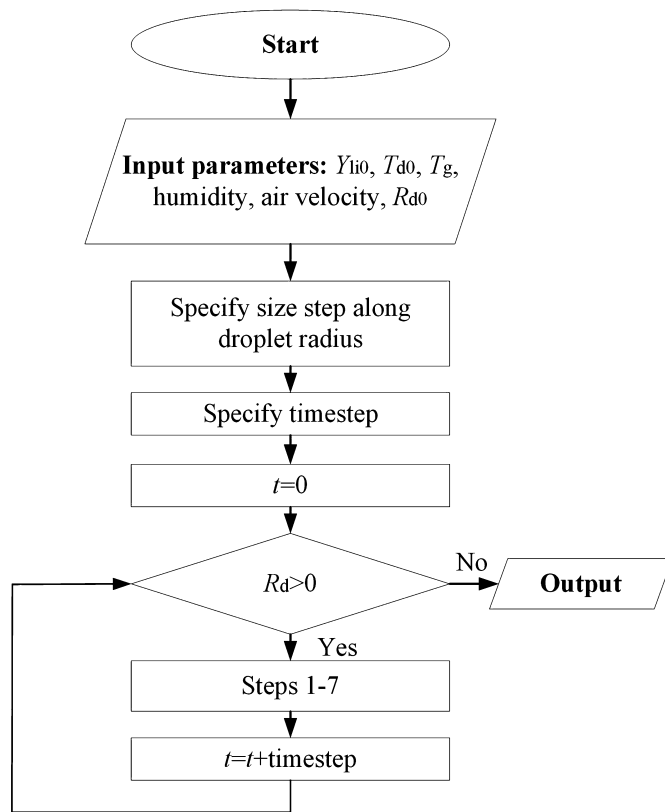 Start
Input parameters: Yli0, Td0, Tg,
humidity, air velocity, Rd0
Specify size step along
droplet radius
Specify timestep
t=0
Rd>0
No
Output
Yes
Steps 1-7
t=t+timestep